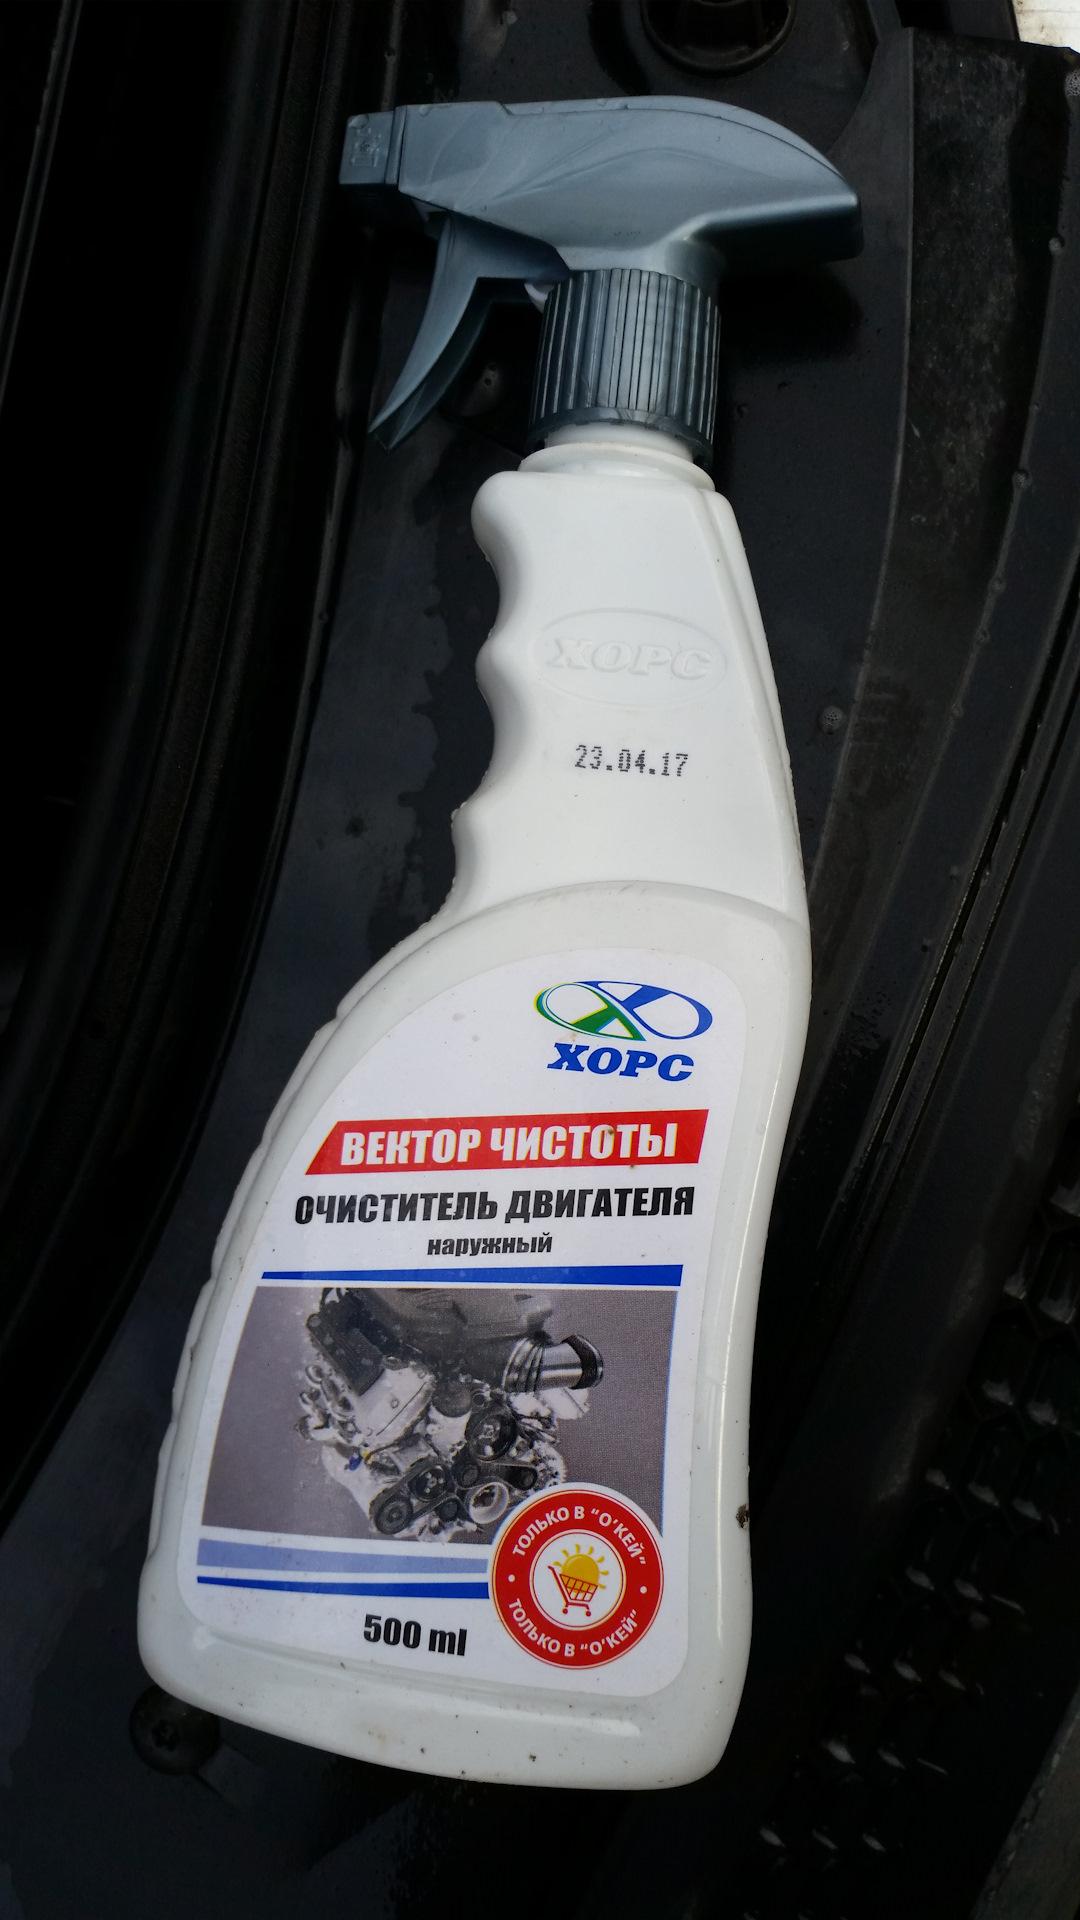 ХОРС
23.04.17
ХОРС
ВЕКТОР ЧИСТОТЫ
ОЧИСТИТЕЛЬ ДВИГАТЕЛЯ
наружный
ТОЛЬКО В "О'КЕЙ"
ТОЛЬКО В "О'КЕЙ"
500 ml